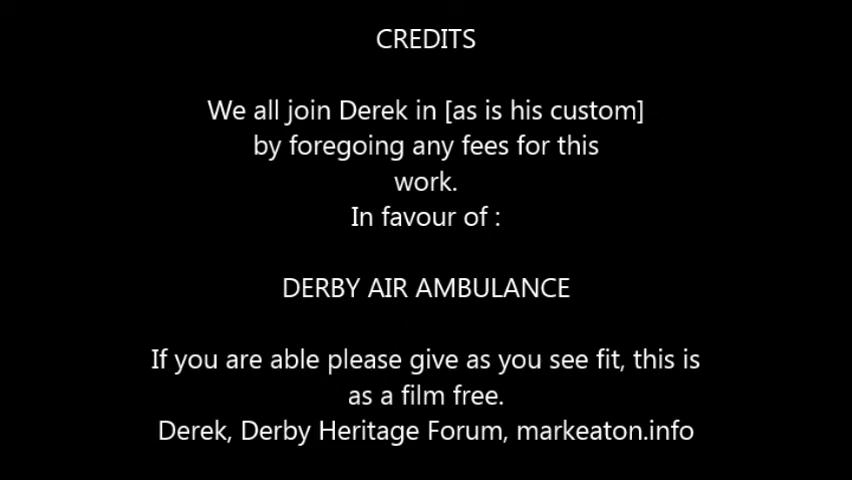 CREDITS
We all join Derek in [as is his custom]
by foregoing any fees for this
work.
In favour of :
DERBY AIR AMBULANCE
If you are able please give as you see fit, this is
as a film free.
Derek, Derby Heritage Forum, markeaton.info